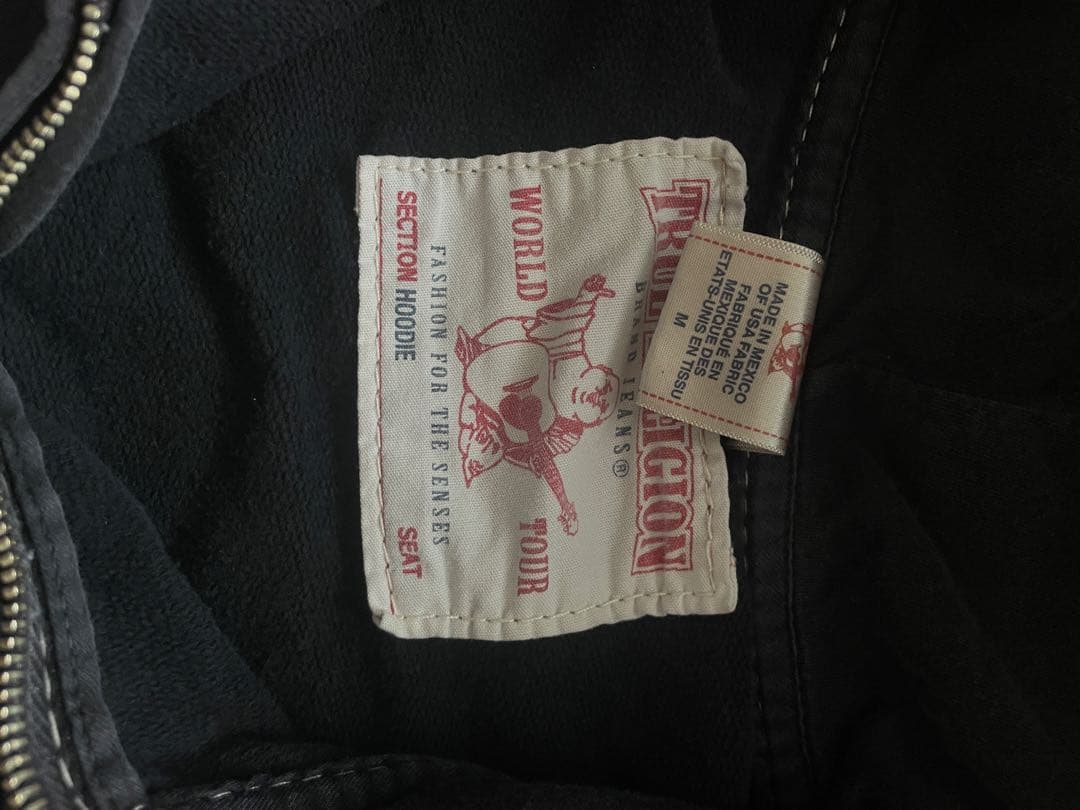 BRAND JEANS®
WORLD TOUR
FASHION FOR THE SENSES
SECTION HOODIE SEAT
MADE IN MEXICO
OF USA FABRIC
FABRIQUE EN
MEXIQUE DES
ETATS-UNIS EN TISSU
M